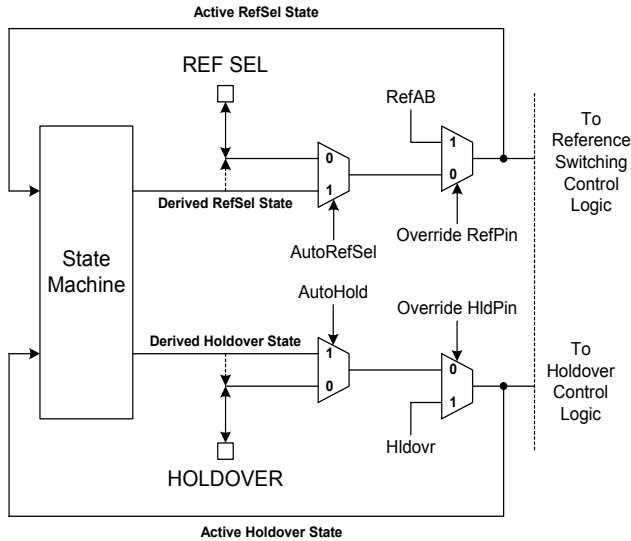 Active RefSel State
REF SEL
RefAB
To
Reference
Switching
Control
Logic
0
1
1
0
Derived RefSel State
AutoRefSel
Override RefPin
State
Machine
AutoHold
Override HldPin
Derived Holdover State
1
0
0
1
To
Holdover
Control
Logic
Hldovr
HOLDOVER
Active Holdover State